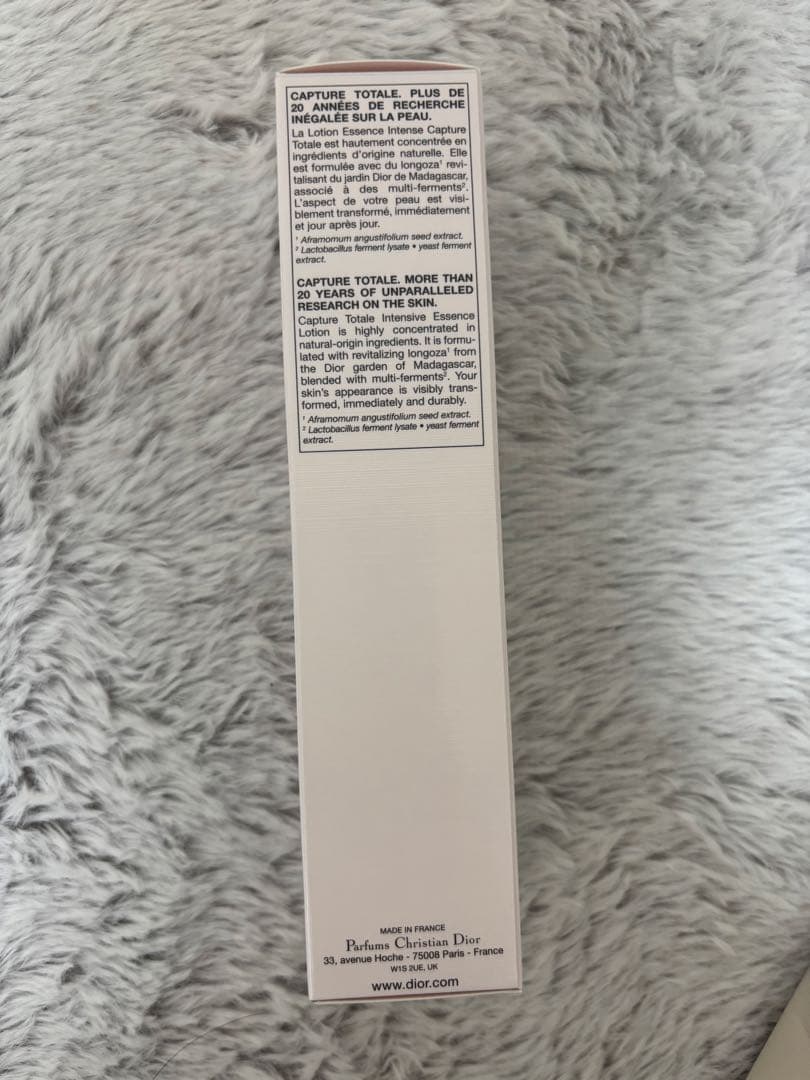 CAPTURE TOTALE. PLUS DE
20 ANNÉES DE RECHERCHE
INÉGALÉE SUR LA PEAU.
La Lotion Essence Intense Capture
Totale est hautement concentrée en
ingrédients d'origine naturelle. Elle
est formulée avec du longoza¹ revi-
talisant du jardin Dior de Madagascar,
associé à des multi-ferments².
L'aspect de votre peau est visi-
blement transformé, immédiatement
et jour après jour.
¹ Aframomum angustifolium seed extract.
² Lactobacillus ferment lysate • yeast ferment
extract.
CAPTURE TOTALE. MORE THAN
20 YEARS OF UNPARALLELED
RESEARCH ON THE SKIN.
Capture Totale Intensive Essence
Lotion is highly concentrated in
natural-origin ingredients. It is formu-
lated with revitalizing longoza¹ from
the Dior garden of Madagascar,
blended with multi-ferments². Your
skin's appearance is visibly trans-
formed, immediately and durably.
¹ Aframomum angustifolium seed extract.
² Lactobacillus ferment lysate • yeast ferment
extract.
MADE IN FRANCE
Parfums Christian Dior
33, avenue Hoche - 75008 Paris - France
W1S 2UE, UK
www.dior.com